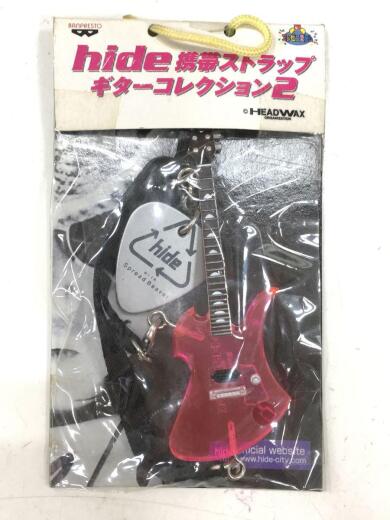 BANPRESTO
hide 携帯ストラップ
ギターコレクション2
© HEADWAX
ORGANIZATION
hide
with
Spread Beaver
hide official website
www.hide-city.com